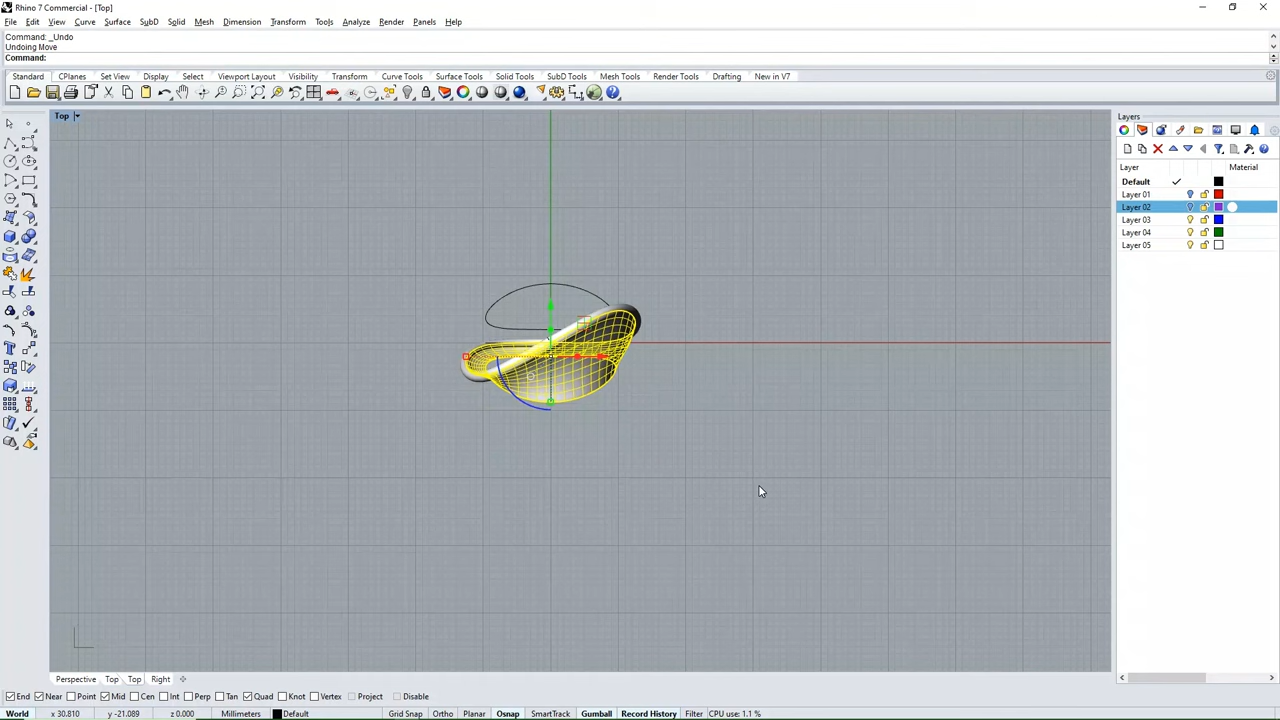 Rhino 7 Commercial - [Top]
File Edit View Curve Surface SubD Solid Mesh Dimension Transform Tools Analyze Render Panels Help
Command: _Undo
Undoing Move
Command:
Standard CPlanes Set View Display Select Viewport Layout Visibility Transform Curve Tools Surface Tools Solid Tools SubD Tools Mesh Tools Render Tools Drafting New in V7
Top
Layers
Layer Material
Default
Layer 01
Layer 02
Layer 03
Layer 04
Layer 05
Perspective Top Top Right
End Near Point Mid Cen Int Perp Tan Quad Knot Vertex Project Disable
World x 30.810 y -21.089 z 0.000 Millimeters Default Grid Snap Ortho Planar Osnap SmartTrack Gumball Record History Filter CPU use: 1.1 %